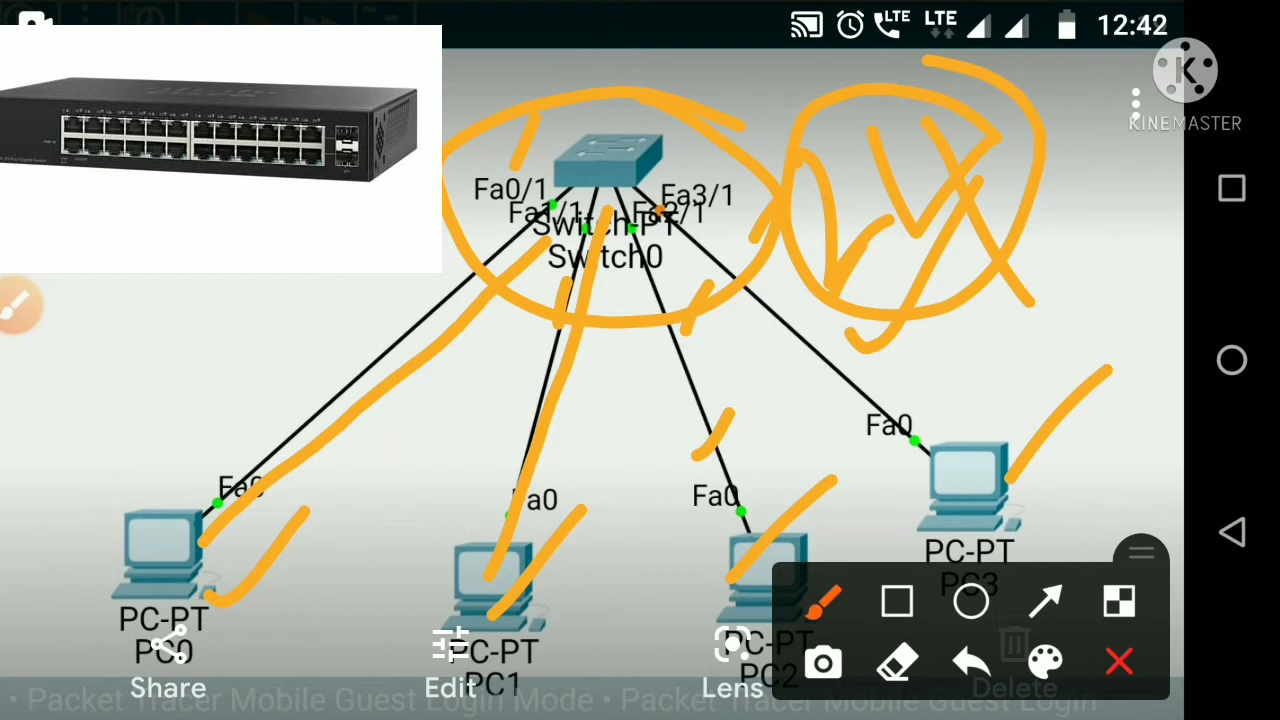 LTE LTE 12:42
K
KINEMASTER
Fa0/1
Fa3/1
Fa1/1
Fa2/1
Switch-PT
Switch0
Fa0
Fa0
Fa0
Fa0
PC-PT
PC3
PC-PT
PC0
PC-PT
PC1
PC-PT
PC2
Share
Edit
Lens
Delete
• Packet Tracer Mobile Guest Login Mode • Packet Tracer Mobile Guest Login